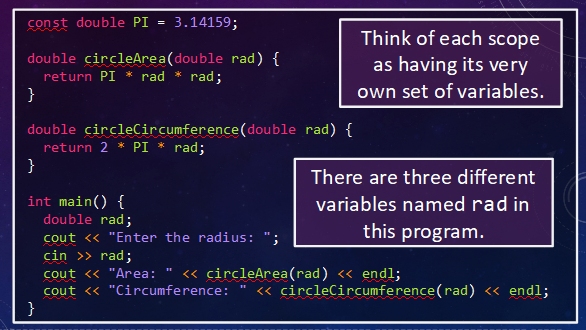 const double PI = 3.14159;
double circleArea(double rad) {
  return PI * rad * rad;
}
double circleCircumference(double rad) {
  return 2 * PI * rad;
}
int main() {
  double rad;
  cout << "Enter the radius: ";
  cin >> rad;
  cout << "Area: " << circleArea(rad) << endl;
  cout << "Circumference: " << circleCircumference(rad) << endl;
}
Think of each scope
as having its very
own set of variables.
There are three different
variables named rad in
this program.